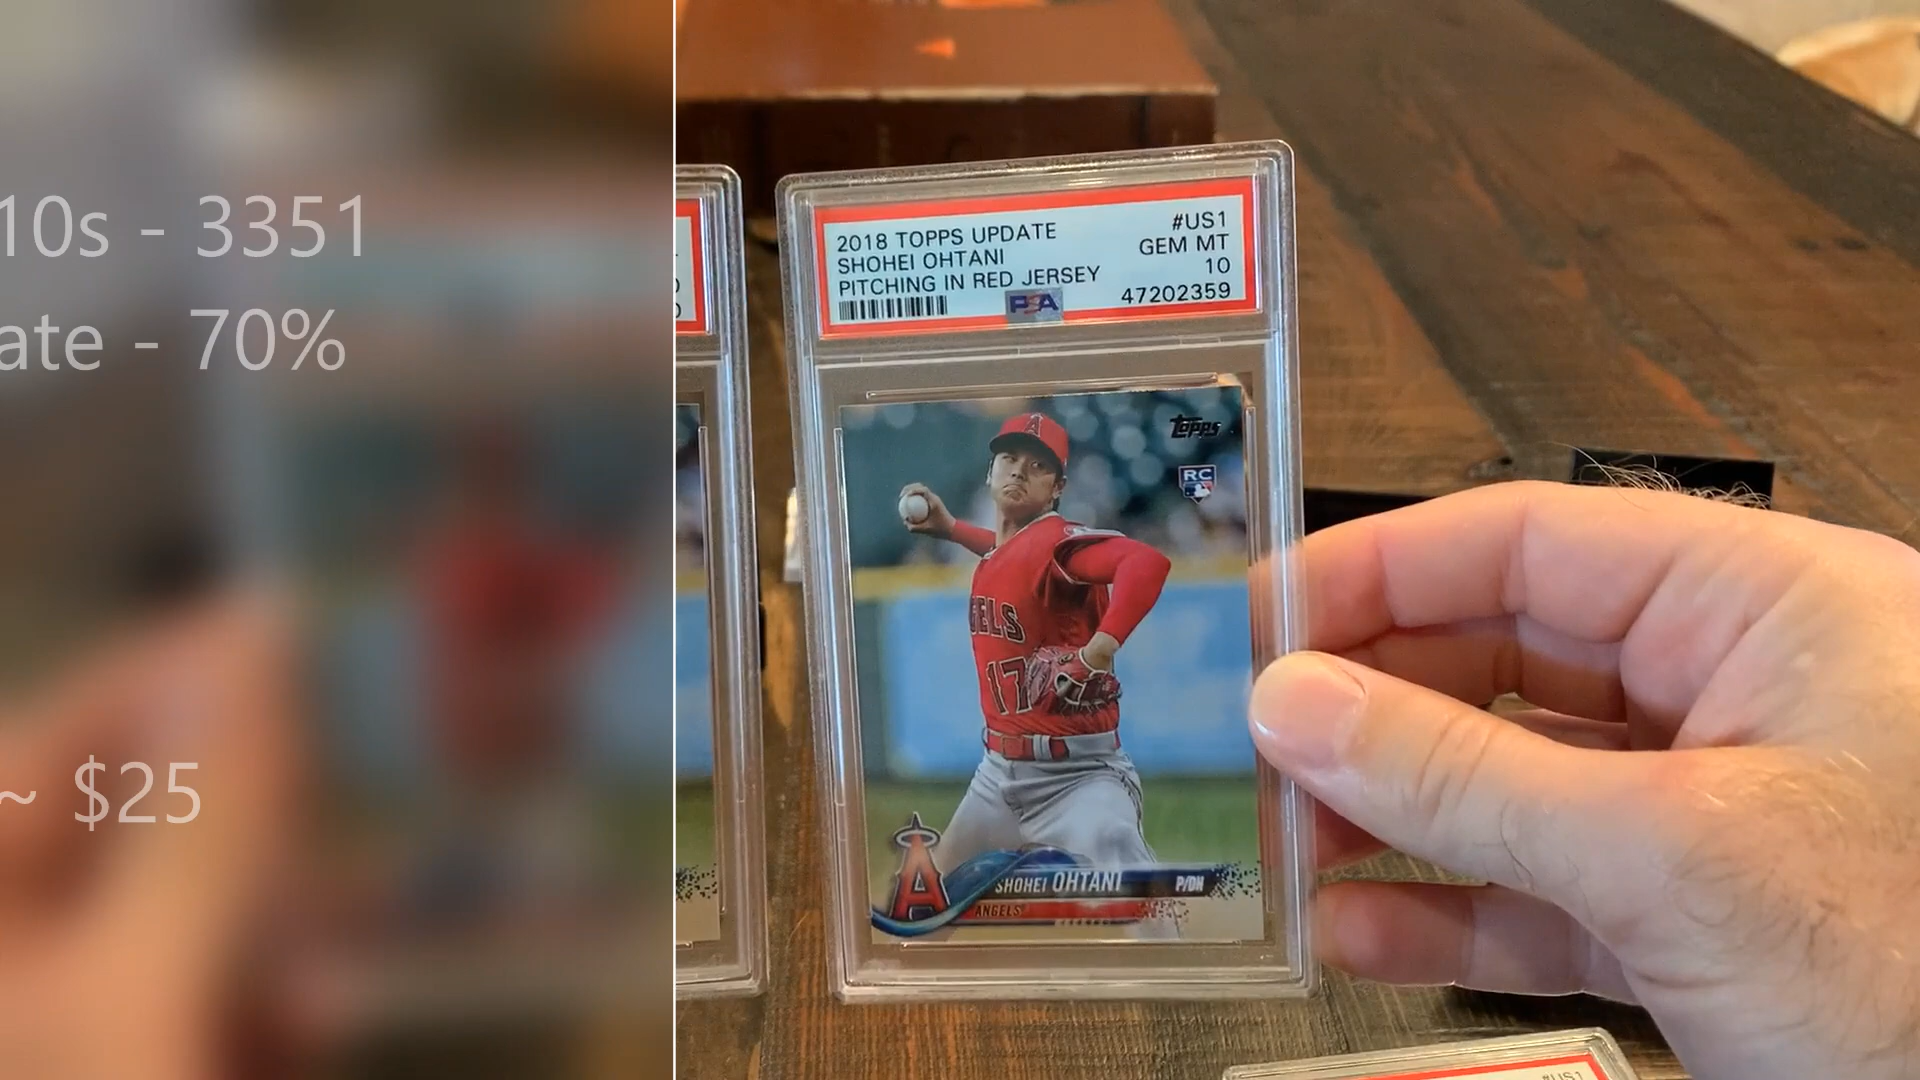 10s - 3351
ate - 70%
~ $25
2018 TOPPS UPDATE #US1
SHOHEI OHTANI GEM MT
PITCHING IN RED JERSEY 10
PSA 47202359
Topps
RC
A
GELS
17
A
SHOHEI OHTANI P/DH
ANGELS
#US1